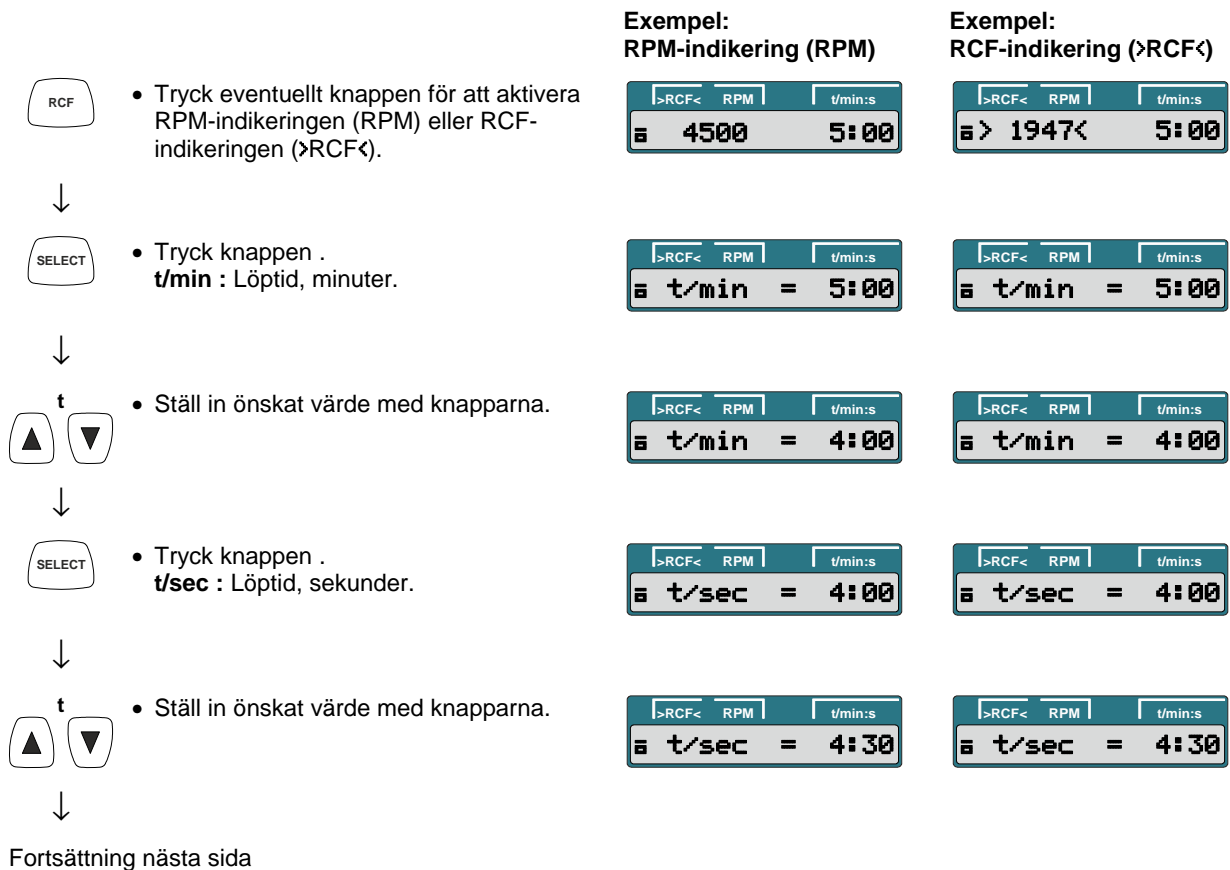 Exempel:
RPM-indikering (RPM)
Exempel:
RCF-indikering (>RCF<)
RCF
• Tryck eventuellt knappen för att aktivera
RPM-indikeringen (RPM) eller RCF-
indikeringen (>RCF<).
>RCF< RPM t/min:s
4500 5:00
>RCF< RPM t/min:s
> 1947< 5:00
↓
SELECT
• Tryck knappen .
t/min : Löptid, minuter.
>RCF< RPM t/min:s
t/min = 5:00
>RCF< RPM t/min:s
t/min = 5:00
↓
t
▲ ▼
• Ställ in önskat värde med knapparna.
>RCF< RPM t/min:s
t/min = 4:00
>RCF< RPM t/min:s
t/min = 4:00
↓
SELECT
• Tryck knappen .
t/sec : Löptid, sekunder.
>RCF< RPM t/min:s
t/sec = 4:00
>RCF< RPM t/min:s
t/sec = 4:00
↓
t
▲ ▼
• Ställ in önskat värde med knapparna.
>RCF< RPM t/min:s
t/sec = 4:30
>RCF< RPM t/min:s
t/sec = 4:30
↓
Fortsättning nästa sida